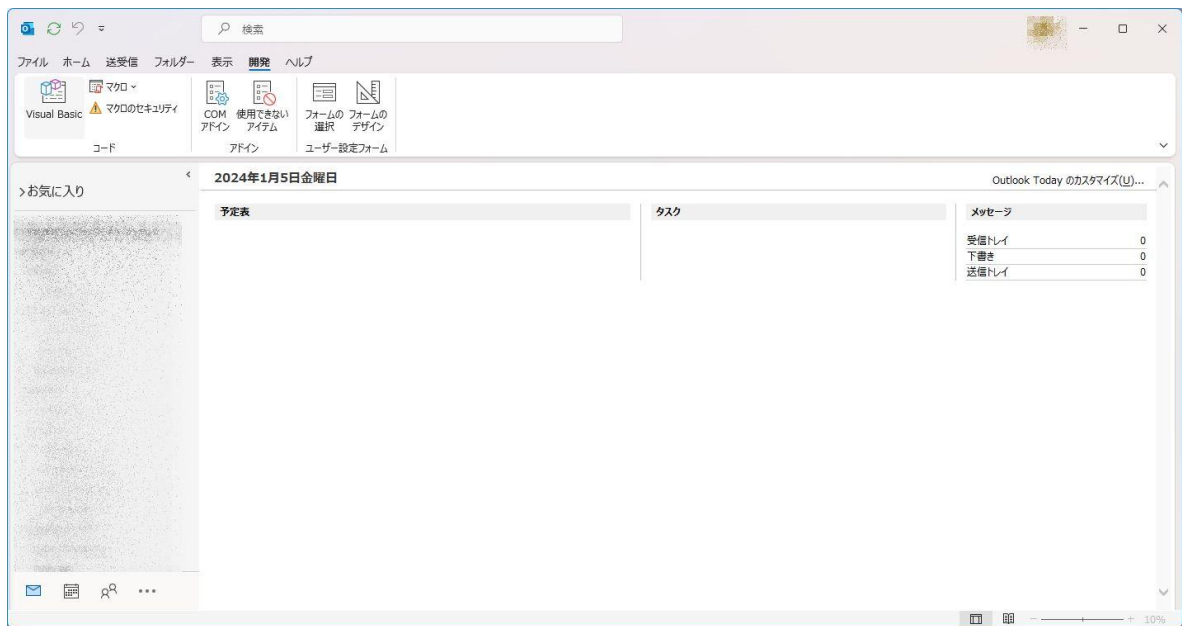 検索
ファイル ホーム 送受信 フォルダー 表示 開発 ヘルプ
Visual Basic
マクロ
マクロのセキュリティ
コード
COM アドイン
使用できない アイテム
アドイン
フォームの 選択
フォームの デザイン
ユーザー設定フォーム
お気に入り
2024年1月5日金曜日
Outlook Today のカスタマイズ(U)...
予定表
タスク
メッセージ
受信トレイ 0
下書き 0
送信トレイ 0
10%